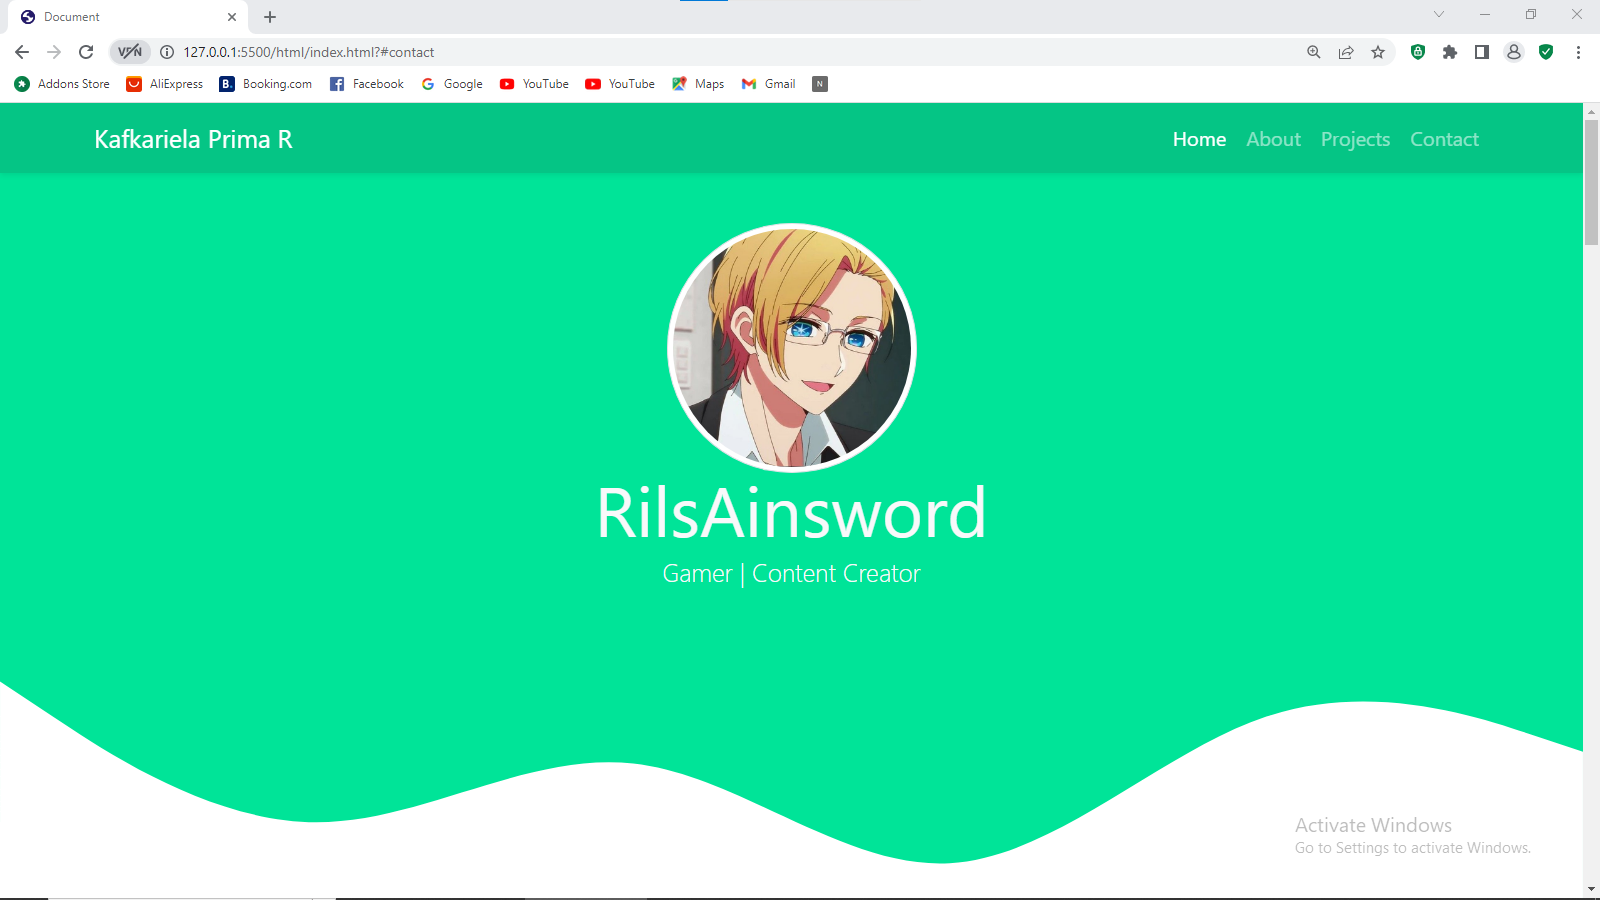 Document
VPN
127.0.0.1:5500/html/index.html?#contact
Addons Store AliExpress B. Booking.com Facebook G Google YouTube YouTube Maps Gmail N
Kafkariela Prima R Home About Projects Contact
RilsAinsword
Gamer | Content Creator
Activate Windows
Go to Settings to activate Windows.